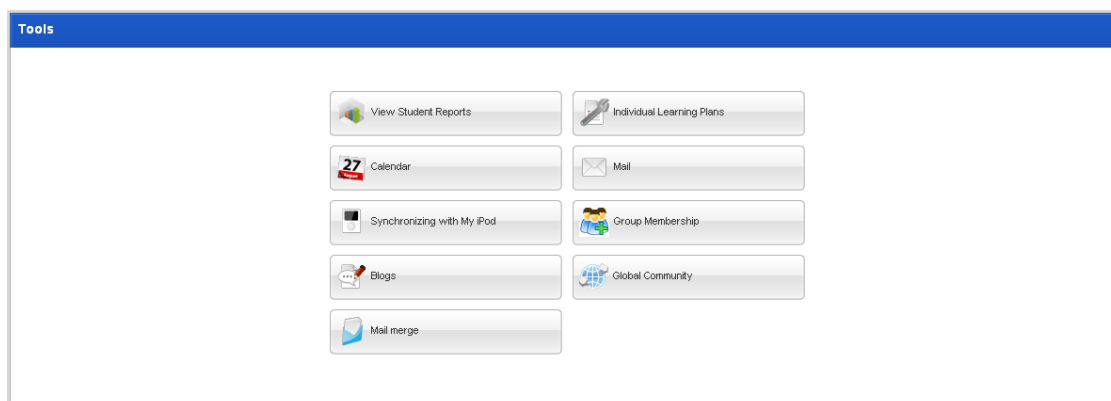 Tools
View Student Reports
Individual Learning Plans
27
August
Calendar
Mail
Synchronizing with My iPod
Group Membership
Blogs
Global Community
Mail merge